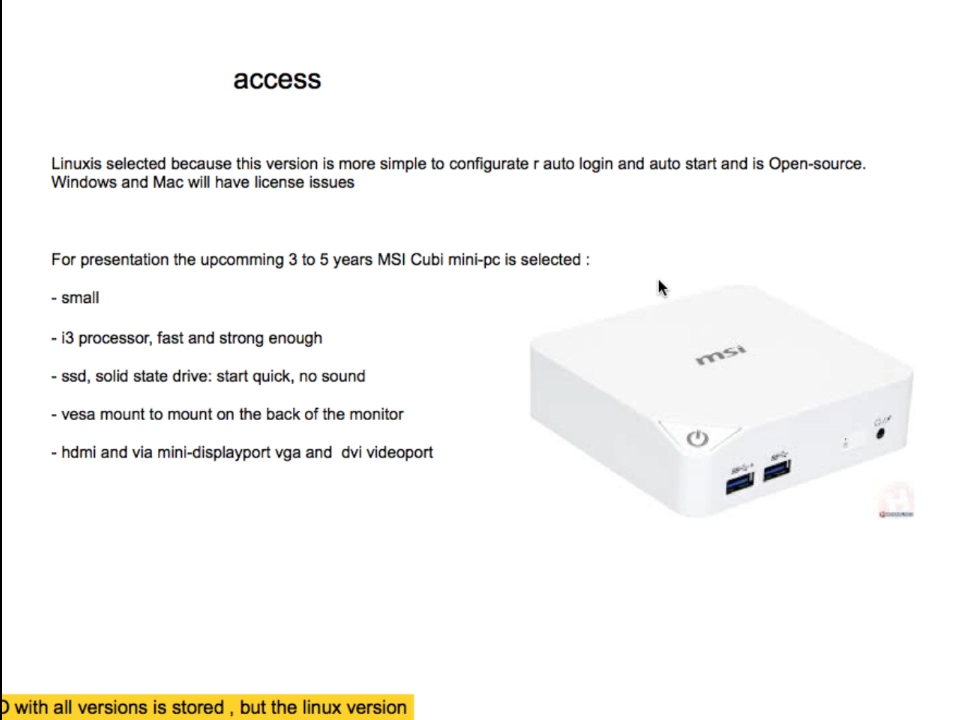 access
Linuxis selected because this version is more simple to configurate r auto login and auto start and is Open-source.
Windows and Mac will have license issues
For presentation the upcomming 3 to 5 years MSI Cubi mini-pc is selected :
- small
- i3 processor, fast and strong enough
- ssd, solid state drive: start quick, no sound
- vesa mount to mount on the back of the monitor
- hdmi and via mini-displayport vga and dvi videoport
msi
with all versions is stored , but the linux version